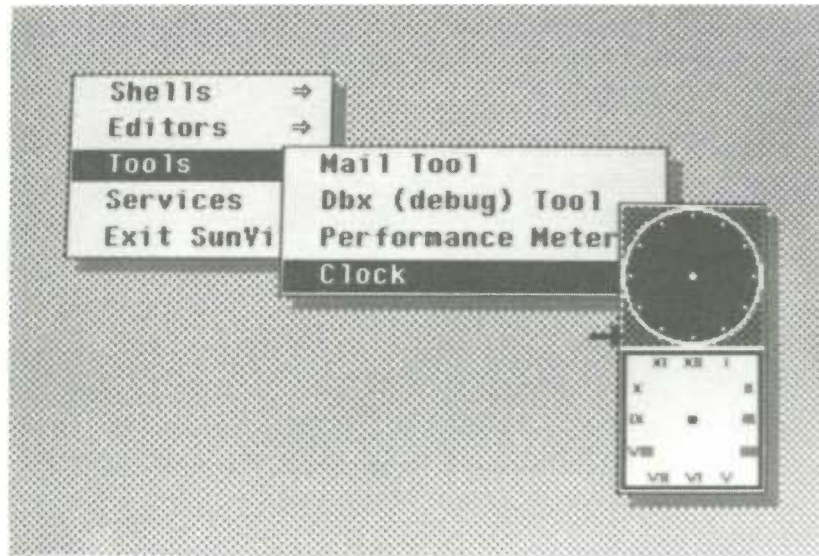 Shells ⇒
Editors ⇒
Tools
Services
Exit SunVi
Mail Tool
Dbx (debug) Tool
Performance Meter
Clock
XI XII I
X II
IX III
VIII IIII
VII VI V